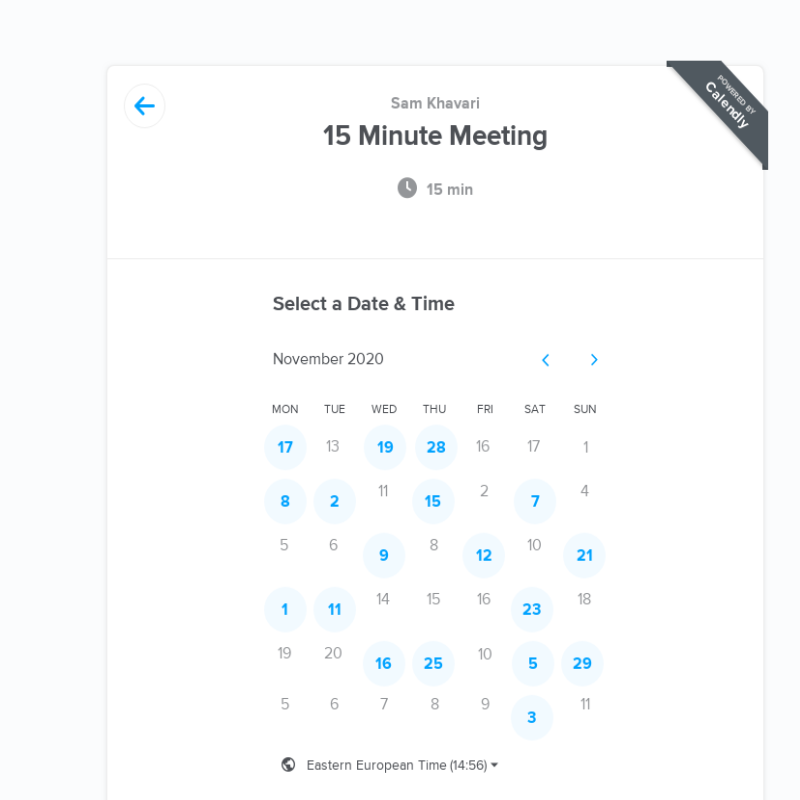 POWERED BY
Calendly
Sam Khavari
15 Minute Meeting
15 min
Select a Date & Time
November 2020
MON TUE WED THU FRI SAT SUN
17 13 19 28 16 17 1
8 2 11 15 2 7 4
5 6 9 8 12 10 21
1 11 14 15 16 23 18
19 20 16 25 10 5 29
5 6 7 8 9 3 11
Eastern European Time (14:56)